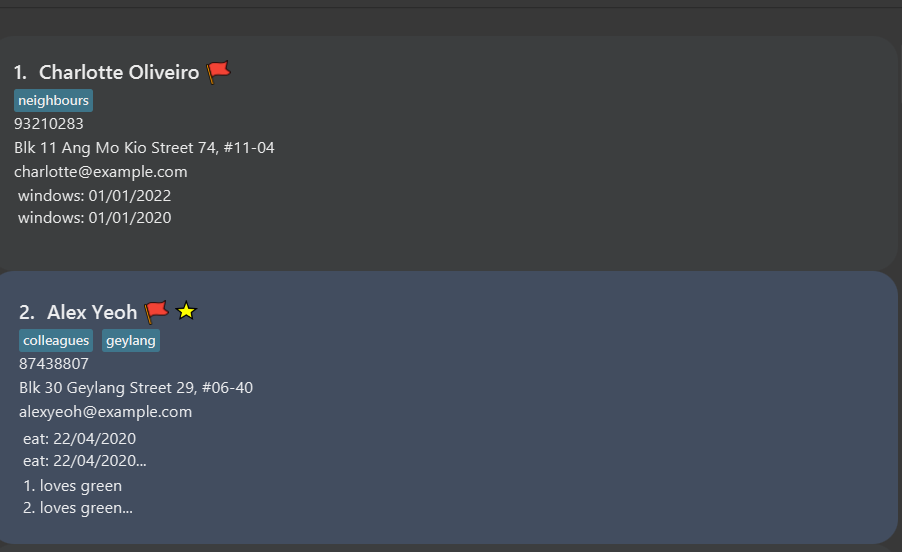 1. Charlotte Oliveiro
neighbours
93210283
Blk 11 Ang Mo Kio Street 74, #11-04
charlotte@example.com
windows: 01/01/2022
windows: 01/01/2020
2. Alex Yeoh
colleagues geylang
87438807
Blk 30 Geylang Street 29, #06-40
alexyeoh@example.com
eat: 22/04/2020
eat: 22/04/2020...
1. loves green
2. loves green...